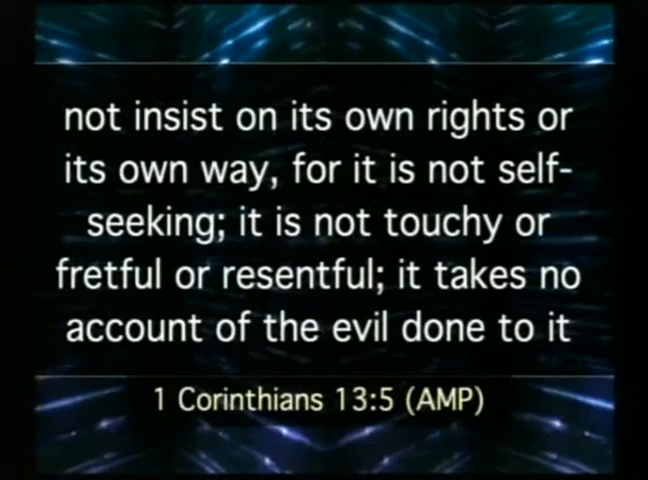 not insist on its own rights or
its own way, for it is not self-
seeking; it is not touchy or
fretful or resentful; it takes no
account of the evil done to it
1 Corinthians 13:5 (AMP)